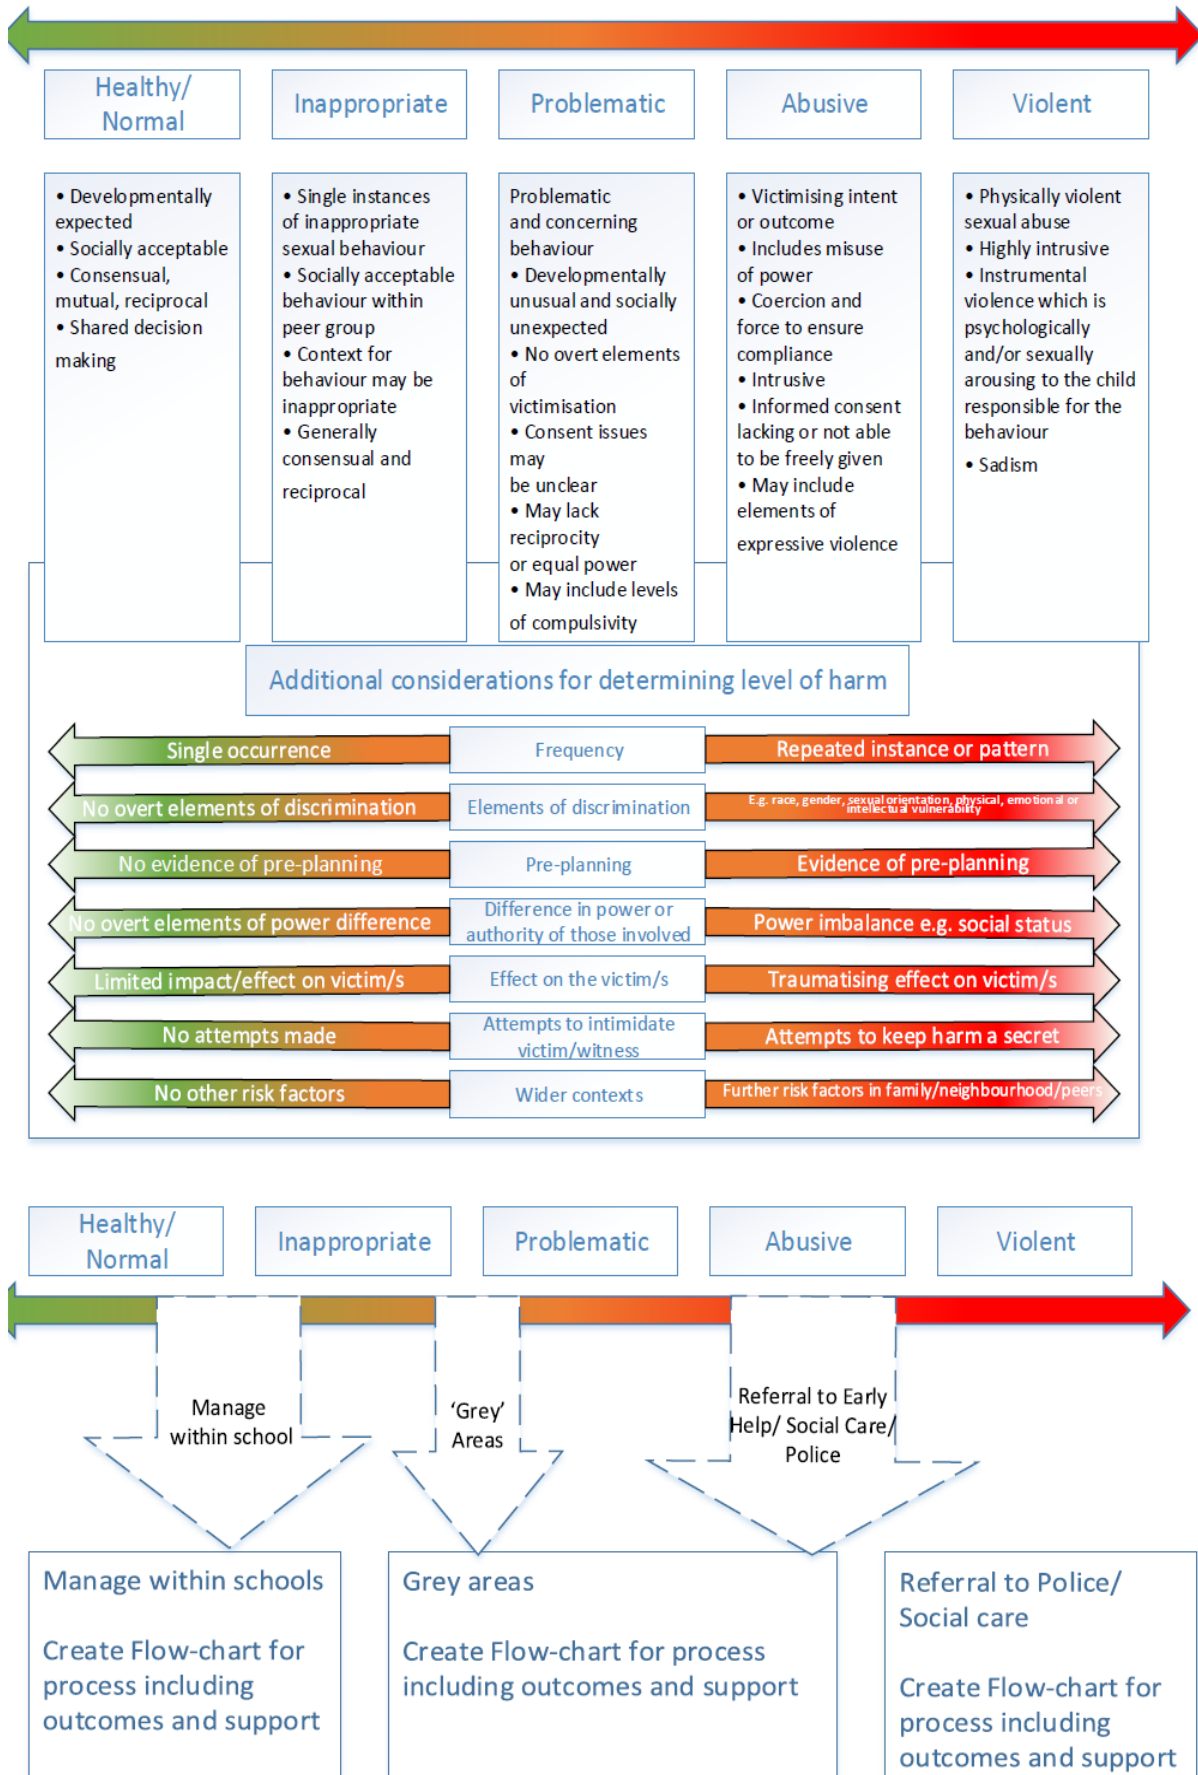 Healthy/
Normal
Inappropriate
Problematic
Abusive
Violent
• Developmentally
expected
• Socially acceptable
• Consensual,
mutual, reciprocal
• Shared decision
making
• Single instances
of inappropriate
sexual behaviour
• Socially acceptable
behaviour within
peer group
• Context for
behaviour may be
inappropriate
• Generally
consensual and
reciprocal
Problematic
and concerning
behaviour
• Developmentally
unusual and socially
unexpected
• No overt elements
of
victimisation
• Consent issues
may
be unclear
• May lack
reciprocity
or equal power
• May include levels
of compulsivity
• Victimising intent
or outcome
• Includes misuse
of power
• Coercion and
force to ensure
compliance
• Intrusive
• Informed consent
lacking or not able
to be freely given
• May include
elements of
expressive violence
• Physically violent
sexual abuse
• Highly intrusive
• Instrumental
violence which is
psychologically
and/or sexually
arousing to the child
responsible for the
behaviour
• Sadism
Additional considerations for determining level of harm
Single occurrence
Frequency
Repeated instance or pattern
No overt elements of discrimination
Elements of discrimination
E.g. race, gender, sexual orientation, physical, emotional or
intellectual vulnerability
No evidence of pre-planning
Pre-planning
Evidence of pre-planning
No overt elements of power difference
Difference in power or
authority of those involved
Power imbalance e.g. social status
Limited impact/effect on victim/s
Effect on the victim/s
Traumatising effect on victim/s
No attempts made
Attempts to intimidate
victim/witness
Attempts to keep harm a secret
No other risk factors
Wider contexts
Further risk factors in family/neighbourhood/peers
Healthy/
Normal
Inappropriate
Problematic
Abusive
Violent
Manage
within school
‘Grey’
Areas
Referral to Early
Help/ Social Care/
Police
Manage within schools
Create Flow-chart for
process including
outcomes and support
Grey areas
Create Flow-chart for process
including outcomes and support
Referral to Police/
Social care
Create Flow-chart for
process including
outcomes and support